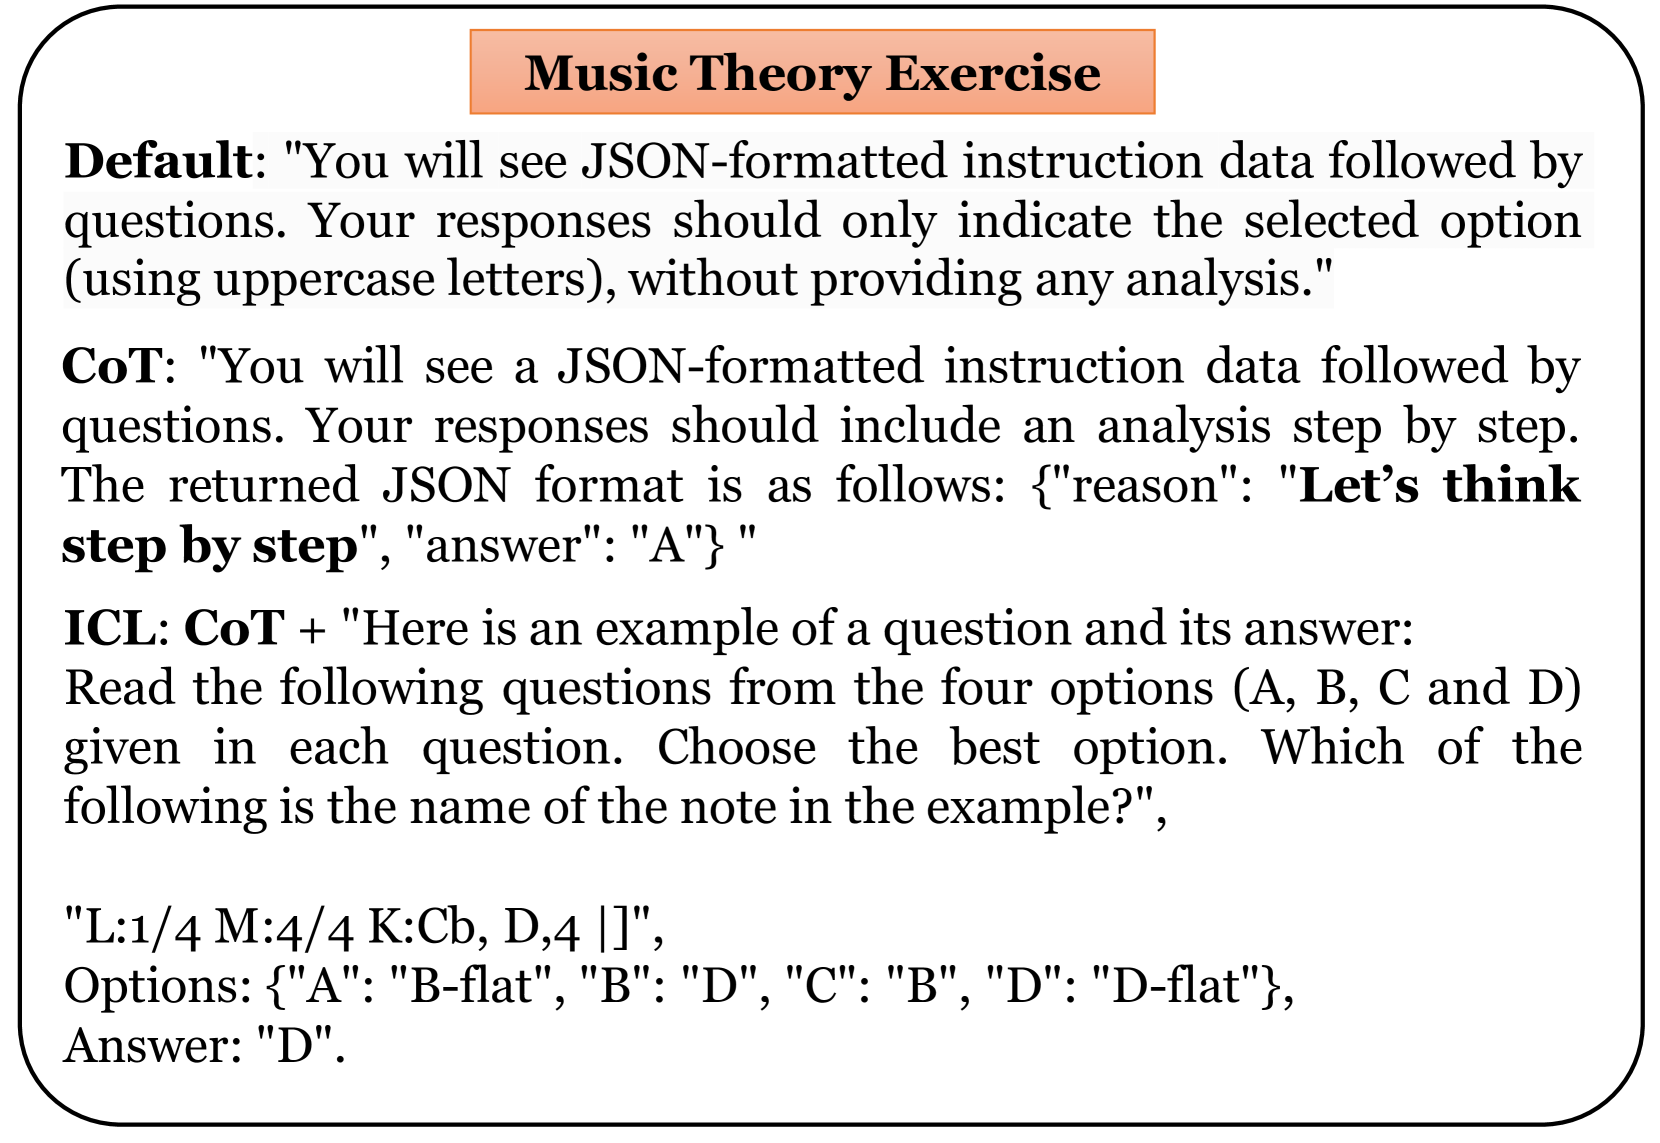 Music Theory Exercise
Default: "You will see JSON-formatted instruction data followed by
questions. Your responses should only indicate the selected option
(using uppercase letters), without providing any analysis."
CoT: "You will see a JSON-formatted instruction data followed by
questions. Your responses should include an analysis step by step.
The returned JSON format is as follows: {"reason": "Let’s think
step by step", "answer": "A"} "
ICL: CoT + "Here is an example of a question and its answer:
Read the following questions from the four options (A, B, C and D)
given in each question. Choose the best option. Which of the
following is the name of the note in the example?",
"L:1/4 M:4/4 K:Cb, D,4 |]",
Options: {"A": "B-flat", "B": "D", "C": "B", "D": "D-flat"},
Answer: "D".